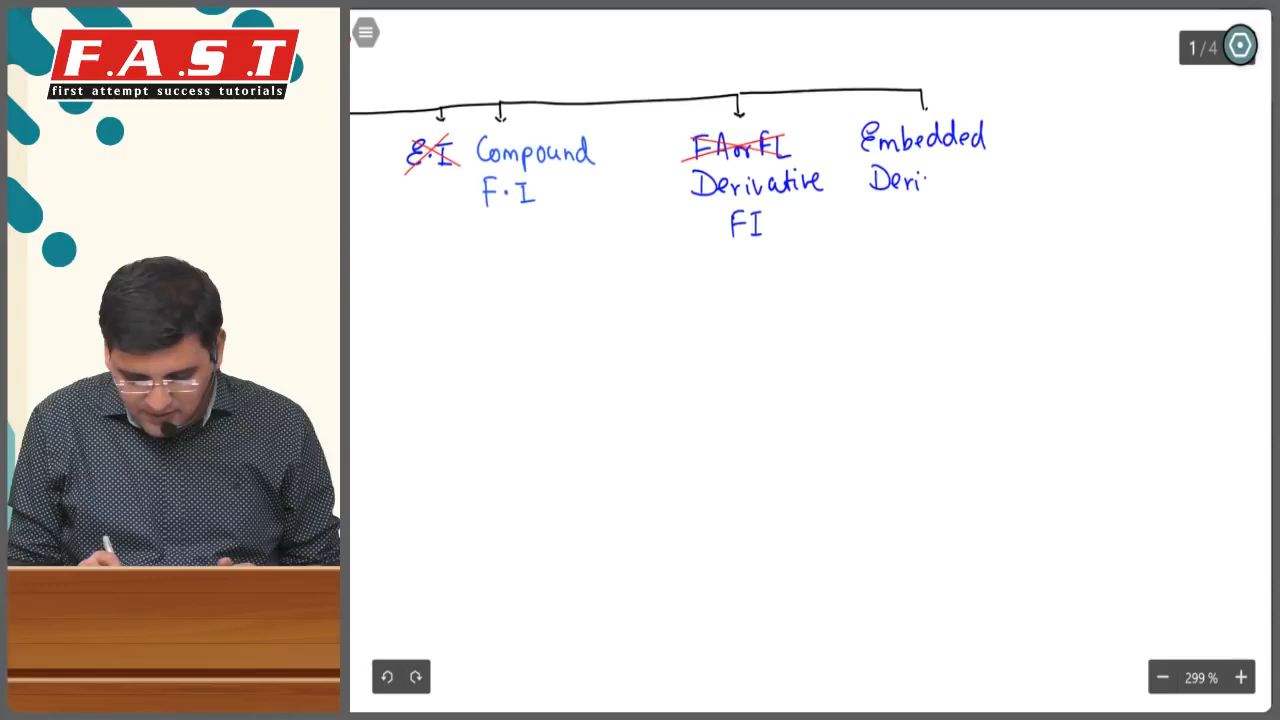 F.A.S.T
first attempt success tutorials
1/4
E.I
Compound
F.I
FA or FL
Derivative
FI
Embedded
Deri
299 %